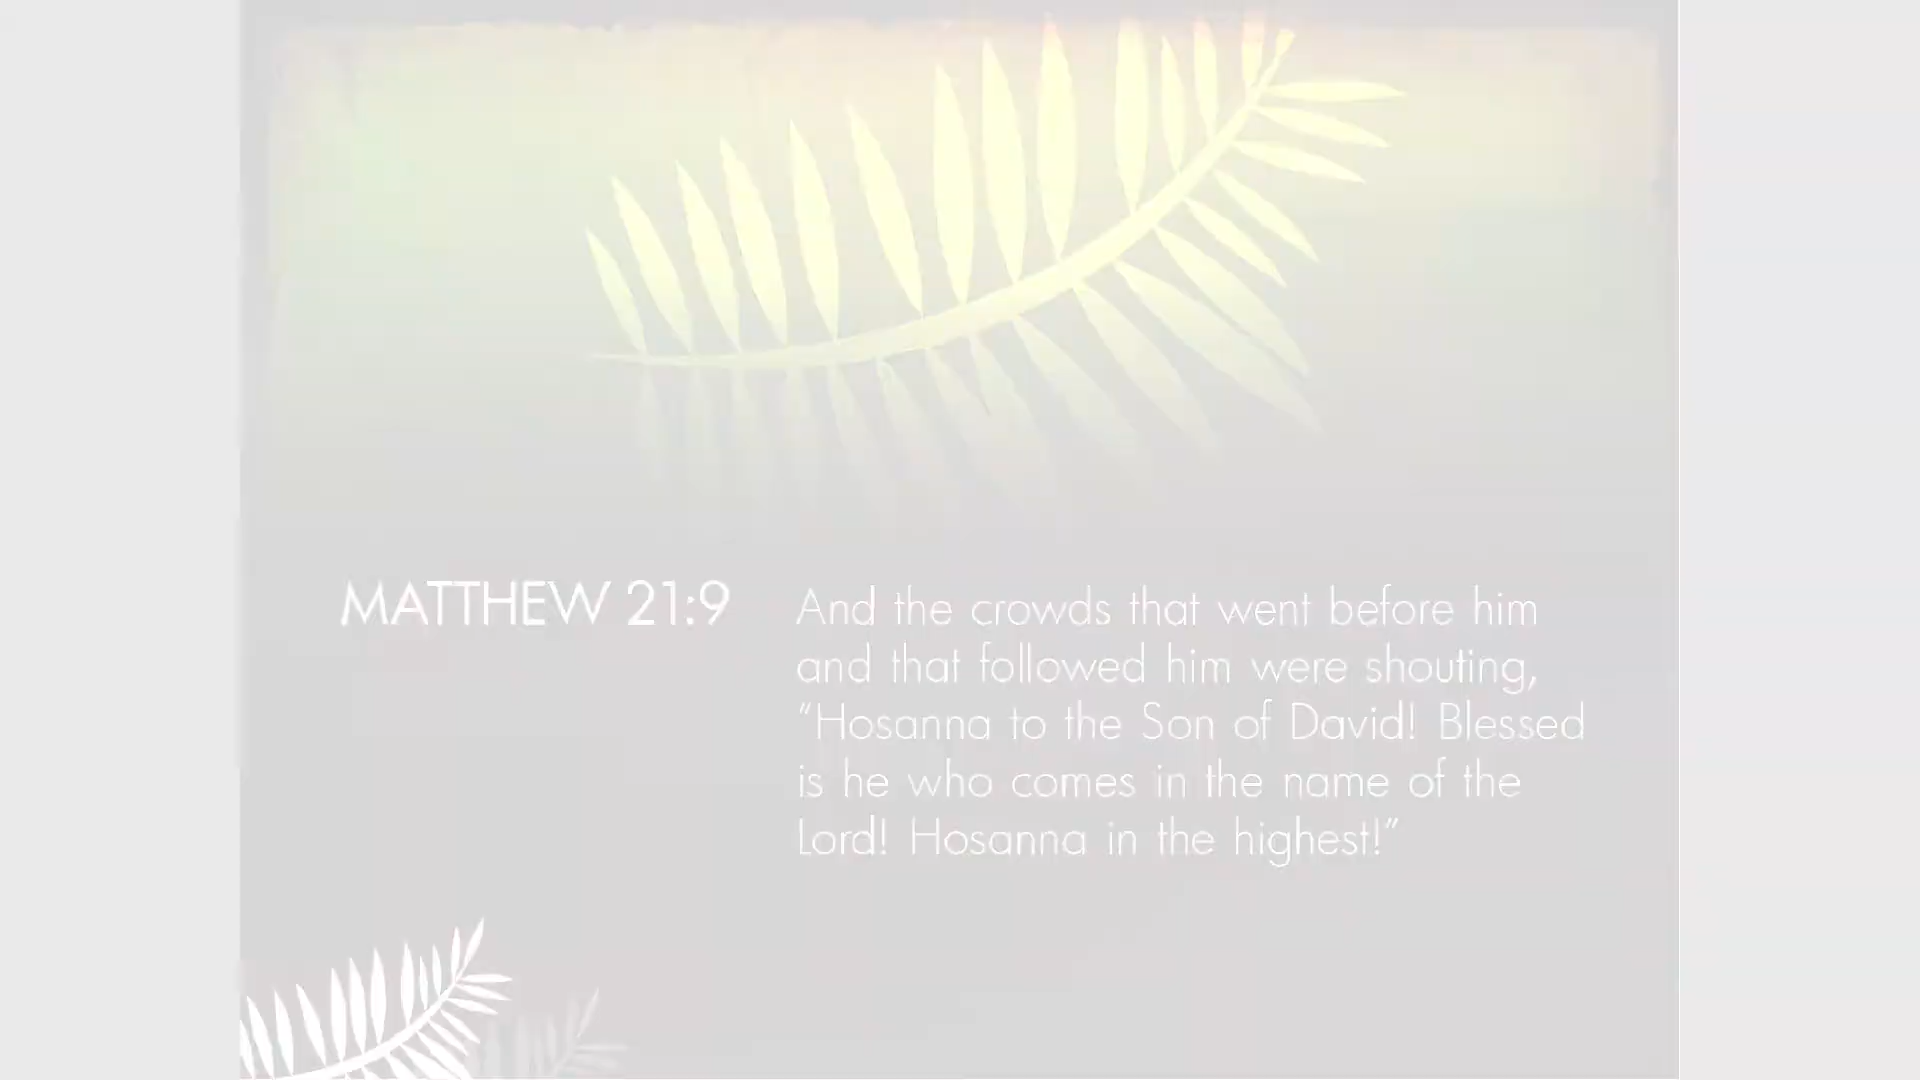 MATTHEW 21:9
And the crowds that went before him
and that followed him were shouting,
“Hosanna to the Son of David! Blessed
is he who comes in the name of the
Lord! Hosanna in the highest!”